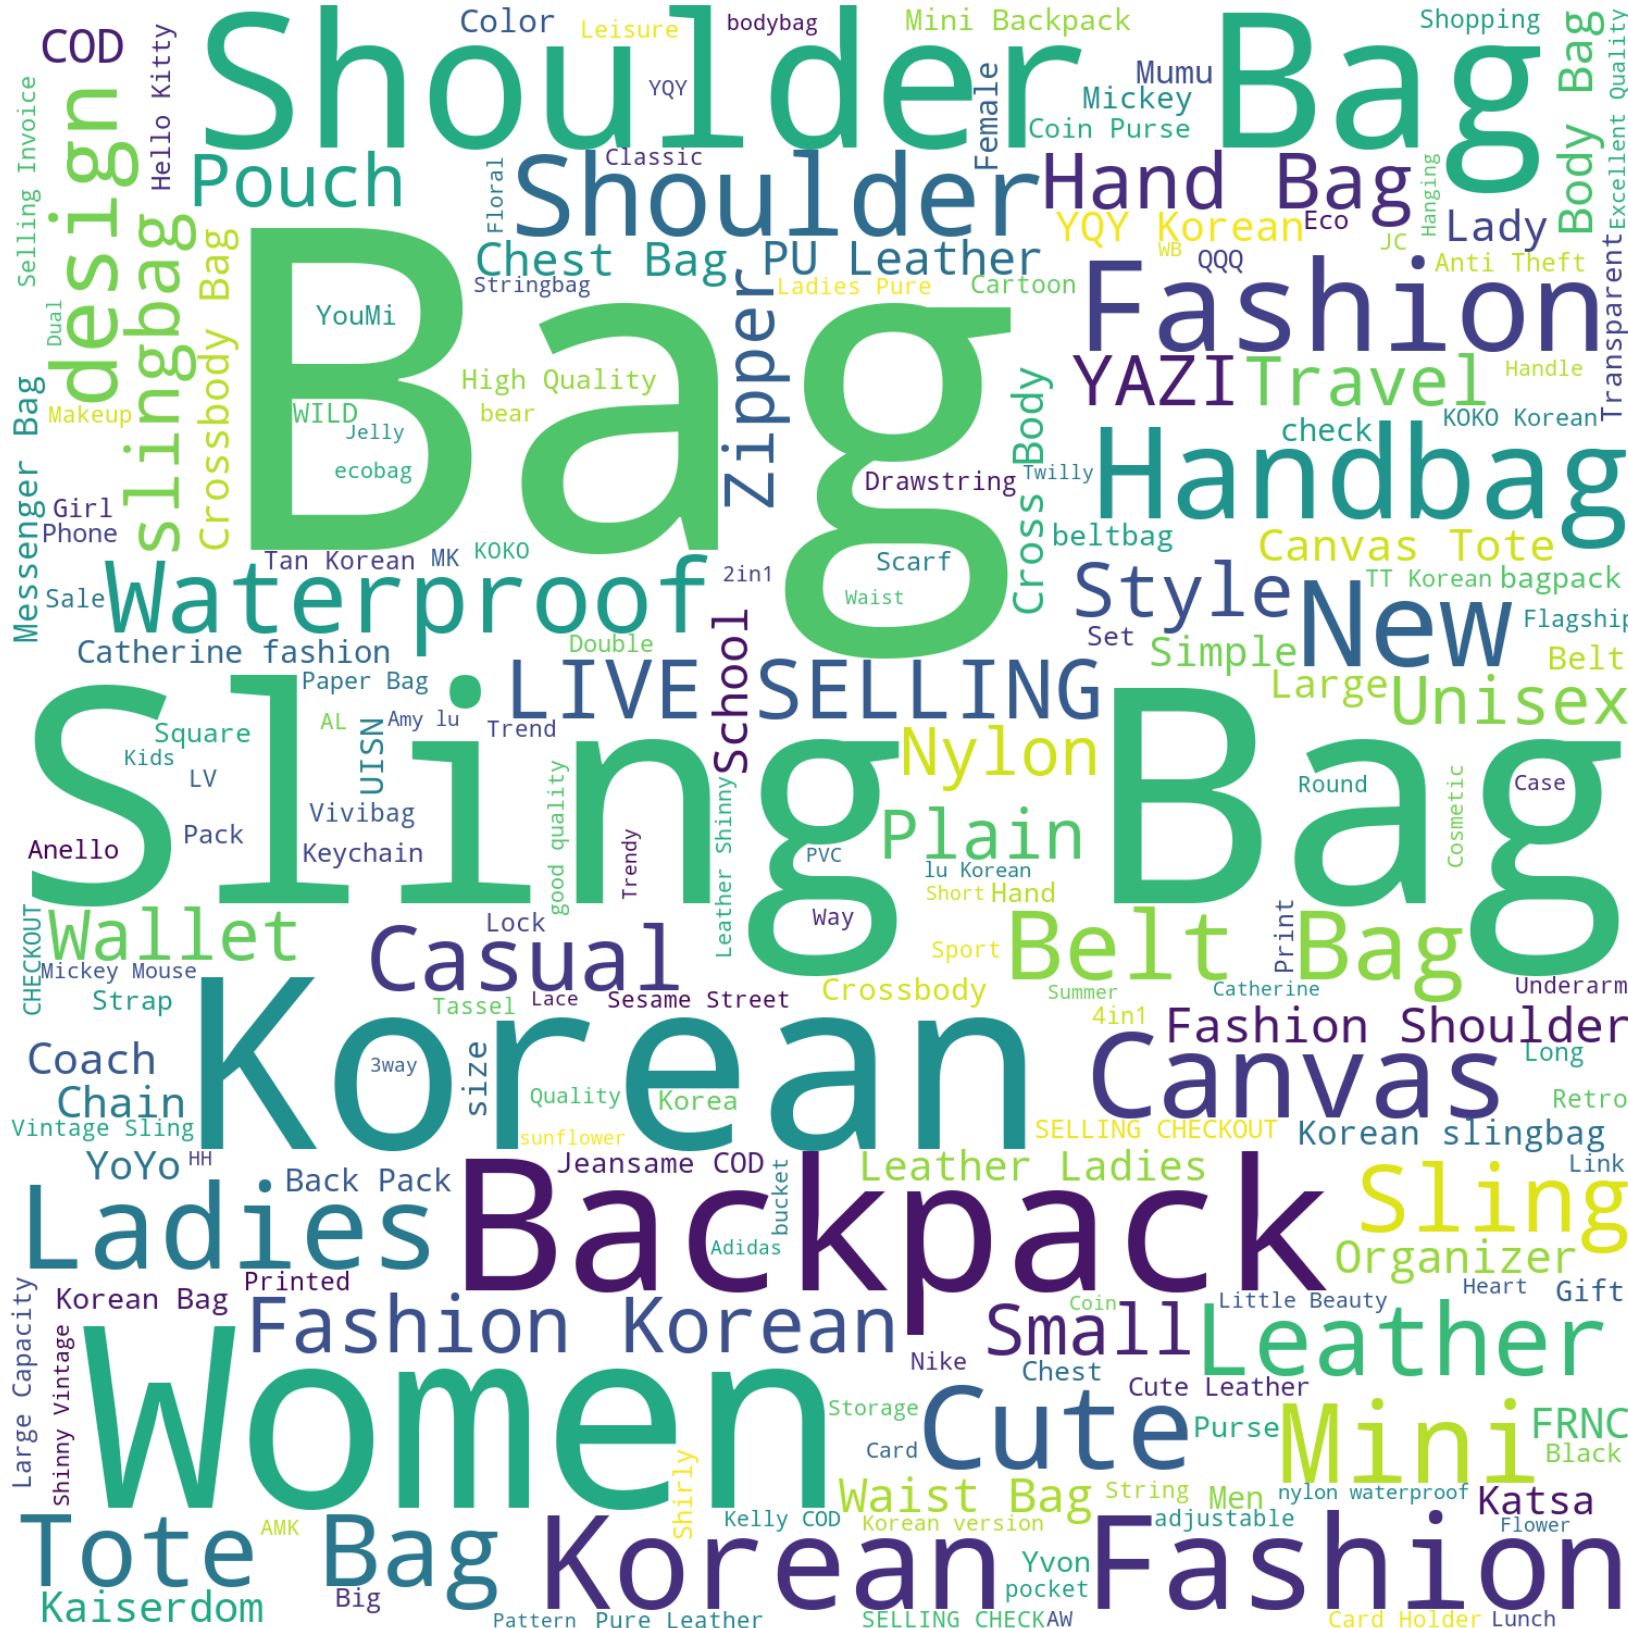 Shoulder Bag
Color
Leisure
bodybag
Mini Backpack
Shopping
COD
Hello Kitty
YQY
Female
Mumu
Mickey
Coin Purse
Body Bag
Excellent Quality
Selling Invoice
design
Pouch
Floral
Classic
Shoulder
Hand Bag
Hanging
slingbag
Crossbody Bag
Chest Bag
PU Leather
YQY Korean
Eco
Lady
WB
QQQ
JC
Anti Theft
Transparent
Stringbag
Ladies Pure
Cartoon
Fashion
Dual
YouMi
Bag
Zipper
High Quality
bear
WILD
Jelly
ecobag
Makeup
YAZI
Travel
Handle
KOKO Korean
check
Messenger Bag
Girl
Phone
Drawstring
Cross Body
Twilly
Handbag
beltbag
Canvas Tote
Tan Korean
MK
KOKO
2in1
Scarf
Waist
Waterproof
Sale
Style
TT Korean
bagpack
New
Flagship
Set
Simple
Belt
Catherine fashion
Double
School
LIVE SELLING
Large
Unisex
Paper Bag
AL
Amy lu
Trend
UISN
Square
Kids
LV
Sling Bag
Vivibag
Pack
Keychain
Anello
good quality
Trendy
Leather Shinny
Nylon
Plain
PVC
lu Korean
Short
Hand
Round
Cosmetic
Case
Way
Wallet
Lock
Casual
Sport
Belt Bag
Print
CHECKOUT
Mickey Mouse
Strap
Tassel
Lace
Sesame Street
Crossbody
Summer
Catherine
Underarm
4in1
Fashion Shoulder
Coach
Korean
3way
size
Canvas
Long
Chain
Quality
Korea
Retro
Vintage Sling
sunflower
SELLING CHECKOUT
Korean slingbag
YoYo
HH
Back Pack
Jeansame COD
bucket
Leather Ladies
Link
Ladies
Backpack
Sling
Adidas
Organizer
Printed
Large Capacity
Korean Bag
Heart
Gift
Coin
Little Beauty
Shinny Vintage
Fashion Korean
Small
Leather
Nike
Chest
Cute Leather
Women
Storage
Cute
Purse
Mini
FRNC
Card
Black
Shirly
Waist Bag
String
Men
nylon waterproof
Katsa
Tote Bag
AMK
Kelly COD
Korean version
adjustable
Flower
Korean Fashion
Yvon
Kaiserdom
Big
pocket
Pattern
Pure Leather
SELLING CHECK
AW
Card Holder
Lunch